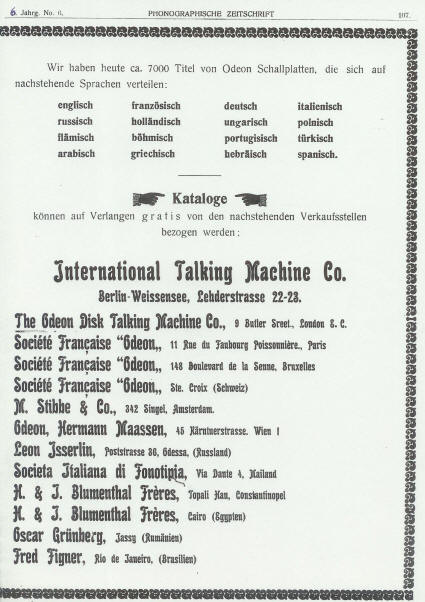 6. Jahrg. No. 6. PHONOGRAPHISCHE ZEITSCHRIFT 107.
Wir haben heute ca. 7000 Titel von Odeon Schallplatten, die sich auf
nachstehende Sprachen verteilen:
englisch französisch deutsch italienisch
russisch holländisch ungarisch polnisch
flämisch böhmisch portugisisch türkisch
arabisch griechisch hebräisch spanisch.
Kataloge
können auf Verlangen gratis von den nachstehenden Verkaufsstellen
bezogen werden:
International Talking Machine Co.
Berlin-Weissensee, Lehderstrasse 22-23.
The Odeon Disk Talking Machine Co., 9 Butler Sreet., London E. C.
Société Française "Odeon„ 11 Rue du Faubourg Poissonnière., Paris
Société Française "Odeon„ 148 Boulevard de la Senne, Bruxelles
Société Française "Odeon„ Ste. Croix (Schweiz)
M. Stibbe & Co., 342 Singel, Amsterdam.
Odeon, Hermann Maassen, 45 Kärntnerstrasse. Wien I
Leon Isserlin, Poststrasse 36, Odessa, (Russland)
Societa Italiana di Fonotipia, Via Dante 4, Mailand
H. & J. Blumenthal Frères, Topali Han, Constantinopel
H. & J. Blumenthal Frères, Cairo (Egypten)
Oscar Grünberg, Jassy (Rumänien)
Fred Figner, Rio de Janeiro, (Brasilien)